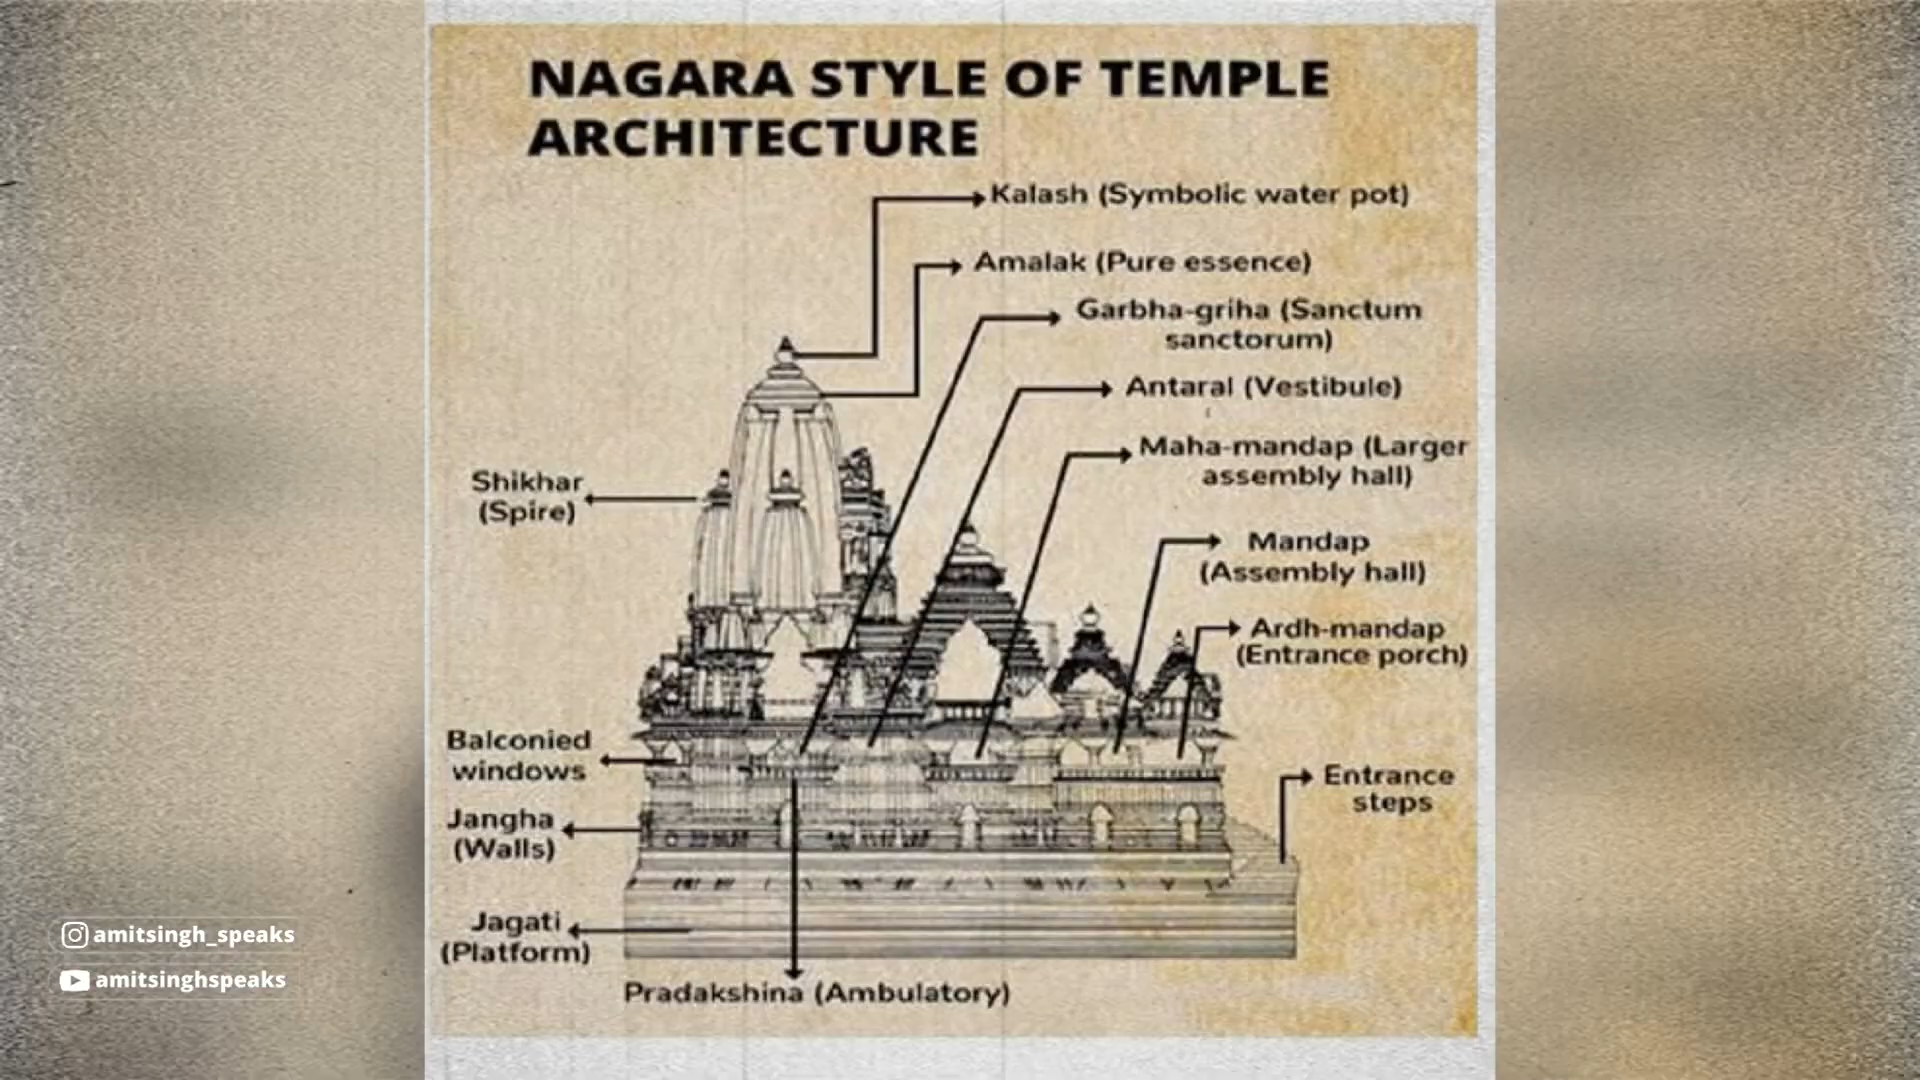 NAGARA STYLE OF TEMPLE
ARCHITECTURE
Kalash (Symbolic water pot)
Amalak (Pure essence)
Garbha-griha (Sanctum
sanctorum)
Antaral (Vestibule)
Maha-mandap (Larger
assembly hall)
Shikhar
(Spire)
Mandap
(Assembly hall)
Ardh-mandap
(Entrance porch)
Balconied
windows
Entrance
steps
Jangha
(Walls)
Jagati
(Platform)
Pradakshina (Ambulatory)
amitsingh_speaks
amitsinghspeaks